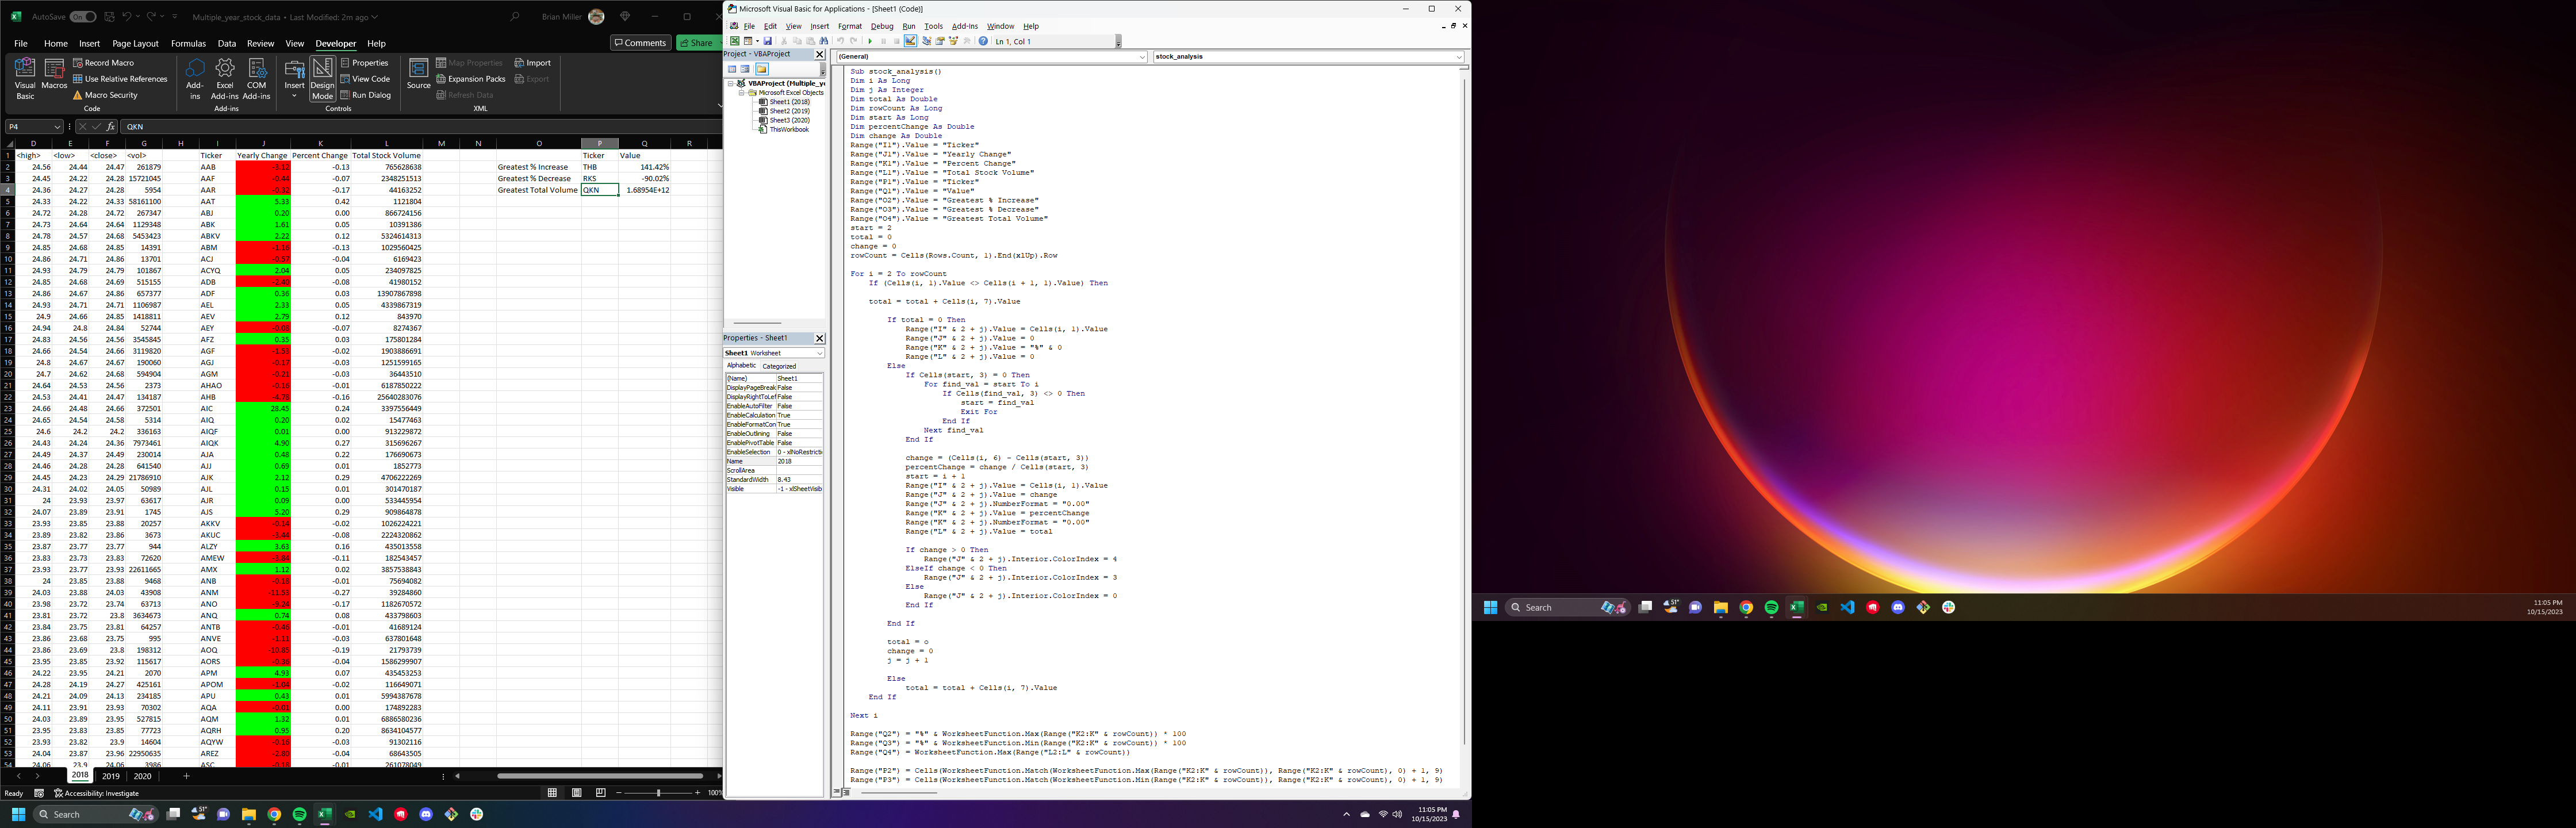 AutoSave On Multiple_year_stock_data • Last Modified: 2m ago Brian Miller
File Home Insert Page Layout Formulas Data Review View Developer Help Comments Share
Visual Basic Macros Record Macro Use Relative References Macro Security Code
Add-ins Excel Add-ins COM Add-ins Add-ins
Insert Design Mode Properties View Code Run Dialog Controls
Source Map Properties Expansion Packs Refresh Data Import Export XML
P4 fx QKN
D E F G H I J K L M N O P Q R
1 <high> <low> <close> <vol> Ticker Yearly Change Percent Change Total Stock Volume Ticker Value
2 24.56 24.44 24.47 261879 AAB -3.12 -0.13 765628638 Greatest % Increase THB 141.42%
3 24.45 24.22 24.28 15721045 AAF -0.44 -0.07 2348251513 Greatest % Decrease RKS -90.02%
4 24.36 24.27 24.28 5954 AAR -0.32 -0.17 44163252 Greatest Total Volume QKN 1.68954E+12
5 24.33 24.22 24.33 58161100 AAT 5.33 0.42 1121804
6 24.72 24.28 24.72 267347 ABJ 0.20 0.00 866724156
7 24.73 24.64 24.64 1129348 ABK 1.61 0.05 10391386
8 24.78 24.57 24.68 5453423 ABKV 2.22 0.12 5324614313
9 24.85 24.68 24.85 14391 ABM -1.16 -0.13 1029560425
10 24.86 24.71 24.86 13701 ACJ -0.57 -0.04 6169423
11 24.93 24.79 24.79 101867 ACYQ 2.04 0.05 234097825
12 24.85 24.68 24.69 515155 ADB -2.40 -0.08 41980152
13 24.86 24.67 24.86 657377 ADF 0.36 0.03 13907867898
14 24.93 24.71 24.71 1106987 AEL 2.33 0.05 4339867319
15 24.9 24.66 24.85 1418811 AEV 2.79 0.12 843970
16 24.94 24.8 24.84 52744 AEY -0.08 -0.07 8274367
17 24.83 24.56 24.56 3545845 AFZ 0.35 0.03 175801284
18 24.66 24.54 24.66 3119820 AGF -1.53 -0.02 1903886691
19 24.8 24.67 24.67 190060 AGJ -0.17 -0.03 1251599165
20 24.7 24.62 24.68 594904 AGM -0.21 -0.03 36443510
21 24.64 24.53 24.56 2373 AHAO -0.16 -0.01 6187850222
22 24.53 24.41 24.47 134187 AHB -4.78 -0.16 25640283076
23 24.66 24.48 24.66 372501 AIC 28.45 0.24 3397556449
24 24.65 24.54 24.58 5314 AIQ 0.20 0.02 15477463
25 24.6 24.2 24.2 336163 AIQF 0.01 0.00 913229872
26 24.43 24.24 24.36 7973461 AIQK 4.90 0.27 315696267
27 24.49 24.37 24.49 230014 AJA 0.48 0.22 176690673
28 24.46 24.28 24.28 641540 AJJ 0.69 0.01 1852773
29 24.45 24.23 24.29 21786910 AJK 2.12 0.29 4706222269
30 24.31 24.02 24.05 50989 AJL 0.15 0.01 301470187
31 24 23.93 23.97 63617 AJR 0.09 0.00 533445954
32 24.07 23.89 23.91 1745 AJS 5.20 0.29 909864878
33 23.93 23.85 23.88 20257 AKKV -0.14 -0.02 1026224221
34 23.89 23.82 23.86 3673 AKUC -3.44 -0.08 2224320862
35 23.87 23.77 23.77 944 ALZY 3.63 0.16 435013558
36 23.83 23.73 23.83 72620 AMEW -3.84 -0.11 182543457
37 23.93 23.77 23.93 22611665 AMX 1.12 0.02 3857538843
38 24 23.85 23.88 9468 ANB -0.18 -0.01 75694082
39 24.03 23.88 24.03 43908 ANM -11.53 -0.27 39284860
40 23.98 23.72 23.74 63713 ANO -9.24 -0.17 1182670572
41 23.81 23.72 23.8 3634673 ANQ 0.74 0.08 433798603
42 23.84 23.75 23.81 64257 ANTB -0.46 -0.01 41689124
43 23.86 23.68 23.75 995 ANVE -1.11 -0.03 637801648
44 23.86 23.69 23.8 198312 AOQ -10.85 -0.19 21793739
45 23.95 23.85 23.92 115617 AORS -0.36 -0.04 1586299907
46 23.95 24.21 2070 APM 4.93 0.07 435453253
47 24.28 24.19 24.27 425161 APOM -1.04 -0.02 116649071
48 24.21 24.09 24.13 234185 APU 0.43 0.01 5994387678
49 24.11 23.91 23.93 70302 AQA -0.01 0.00 174892283
50 24.03 23.89 23.95 527815 AQM 1.32 0.01 6886580236
51 23.95 23.83 23.85 77723 AQRH 0.95 0.20 8634104577
52 23.93 23.82 23.9 14604 AQYW -0.16 -0.03 91302116
53 24.04 23.87 23.96 22950635 AREZ -2.80 -0.04 68643505
54 24.06 23.9 24.06 3986 ASC -0.18 -0.01 261078049
2018 2019 2020
Ready Accessibility: Investigate 100%
Microsoft Visual Basic for Applications - [Sheet1 (Code)]
File Edit View Insert Format Debug Run Tools Add-Ins Window Help
Ln 1, Col 1
Project - VBAProject
VBAProject (Multiple_ye
Microsoft Excel Objects
Sheet1 (2018)
Sheet2 (2019)
Sheet3 (2020)
ThisWorkbook
Properties - Sheet1
Sheet1 Worksheet
Alphabetic Categorized
(Name) Sheet1
DisplayPageBreak False
DisplayRightToLef False
EnableAutoFilter False
EnableCalculation True
EnableFormatCon True
EnableOutlining False
EnablePivotTable False
EnableSelection 0 - xlNoRestricti
Name 2018
ScrollArea
StandardWidth 8.43
Visible -1 - xlSheetVisib
(General) stock_analysis
Sub stock_analysis()
Dim i As Long
Dim j As Integer
Dim total As Double
Dim rowCount As Long
Dim start As Long
Dim percentChange As Double
Dim change As Double
Range("I1").Value = "Ticker"
Range("J1").Value = "Yearly Change"
Range("K1").Value = "Percent Change"
Range("L1").Value = "Total Stock Volume"
Range("P1").Value = "Ticker"
Range("Q1").Value = "Value"
Range("O2").Value = "Greatest % Increase"
Range("O3").Value = "Greatest % Decrease"
Range("O4").Value = "Greatest Total Volume"
start = 2
total = 0
change = 0
rowCount = Cells(Rows.Count, 1).End(xlUp).Row
For i = 2 To rowCount
If (Cells(i, 1).Value <> Cells(i + 1, 1).Value) Then
total = total + Cells(i, 7).Value
If total = 0 Then
Range("I" & 2 + j).Value = Cells(i, 1).Value
Range("J" & 2 + j).Value = 0
Range("K" & 2 + j).Value = "%" & 0
Range("L" & 2 + j).Value = 0
Else
If Cells(start, 3) = 0 Then
For find_val = start To i
If Cells(find_val, 3) <> 0 Then
start = find_val
Exit For
End If
Next find_val
End If
change = (Cells(i, 6) - Cells(start, 3))
percentChange = change / Cells(start, 3)
start = i + 1
Range("I" & 2 + j).Value = Cells(i, 1).Value
Range("J" & 2 + j).Value = change
Range("J" & 2 + j).NumberFormat = "0.00"
Range("K" & 2 + j).Value = percentChange
Range("K" & 2 + j).NumberFormat = "0.00"
Range("L" & 2 + j).Value = total
If change > 0 Then
Range("J" & 2 + j).Interior.ColorIndex = 4
ElseIf change < 0 Then
Range("J" & 2 + j).Interior.ColorIndex = 3
Else
Range("J" & 2 + j).Interior.ColorIndex = 0
End If
End If
total = o
change = 0
j = j + 1
Else
total = total + Cells(i, 7).Value
End If
Next i
Range("Q2") = "%" & WorksheetFunction.Max(Range("K2:K" & rowCount)) * 100
Range("Q3") = "%" & WorksheetFunction.Min(Range("K2:K" & rowCount)) * 100
Range("Q4") = WorksheetFunction.Max(Range("L2:L" & rowCount))
Range("P2") = Cells(WorksheetFunction.Match(WorksheetFunction.Max(Range("K2:K" & rowCount)), Range("K2:K" & rowCount), 0) + 1, 9)
Range("P3") = Cells(WorksheetFunction.Match(WorksheetFunction.Min(Range("K2:K" & rowCount)), Range("K2:K" & rowCount), 0) + 1, 9)
Search 51° 11:05 PM
10/15/2023
Search 51° 11:05 PM
10/15/2023